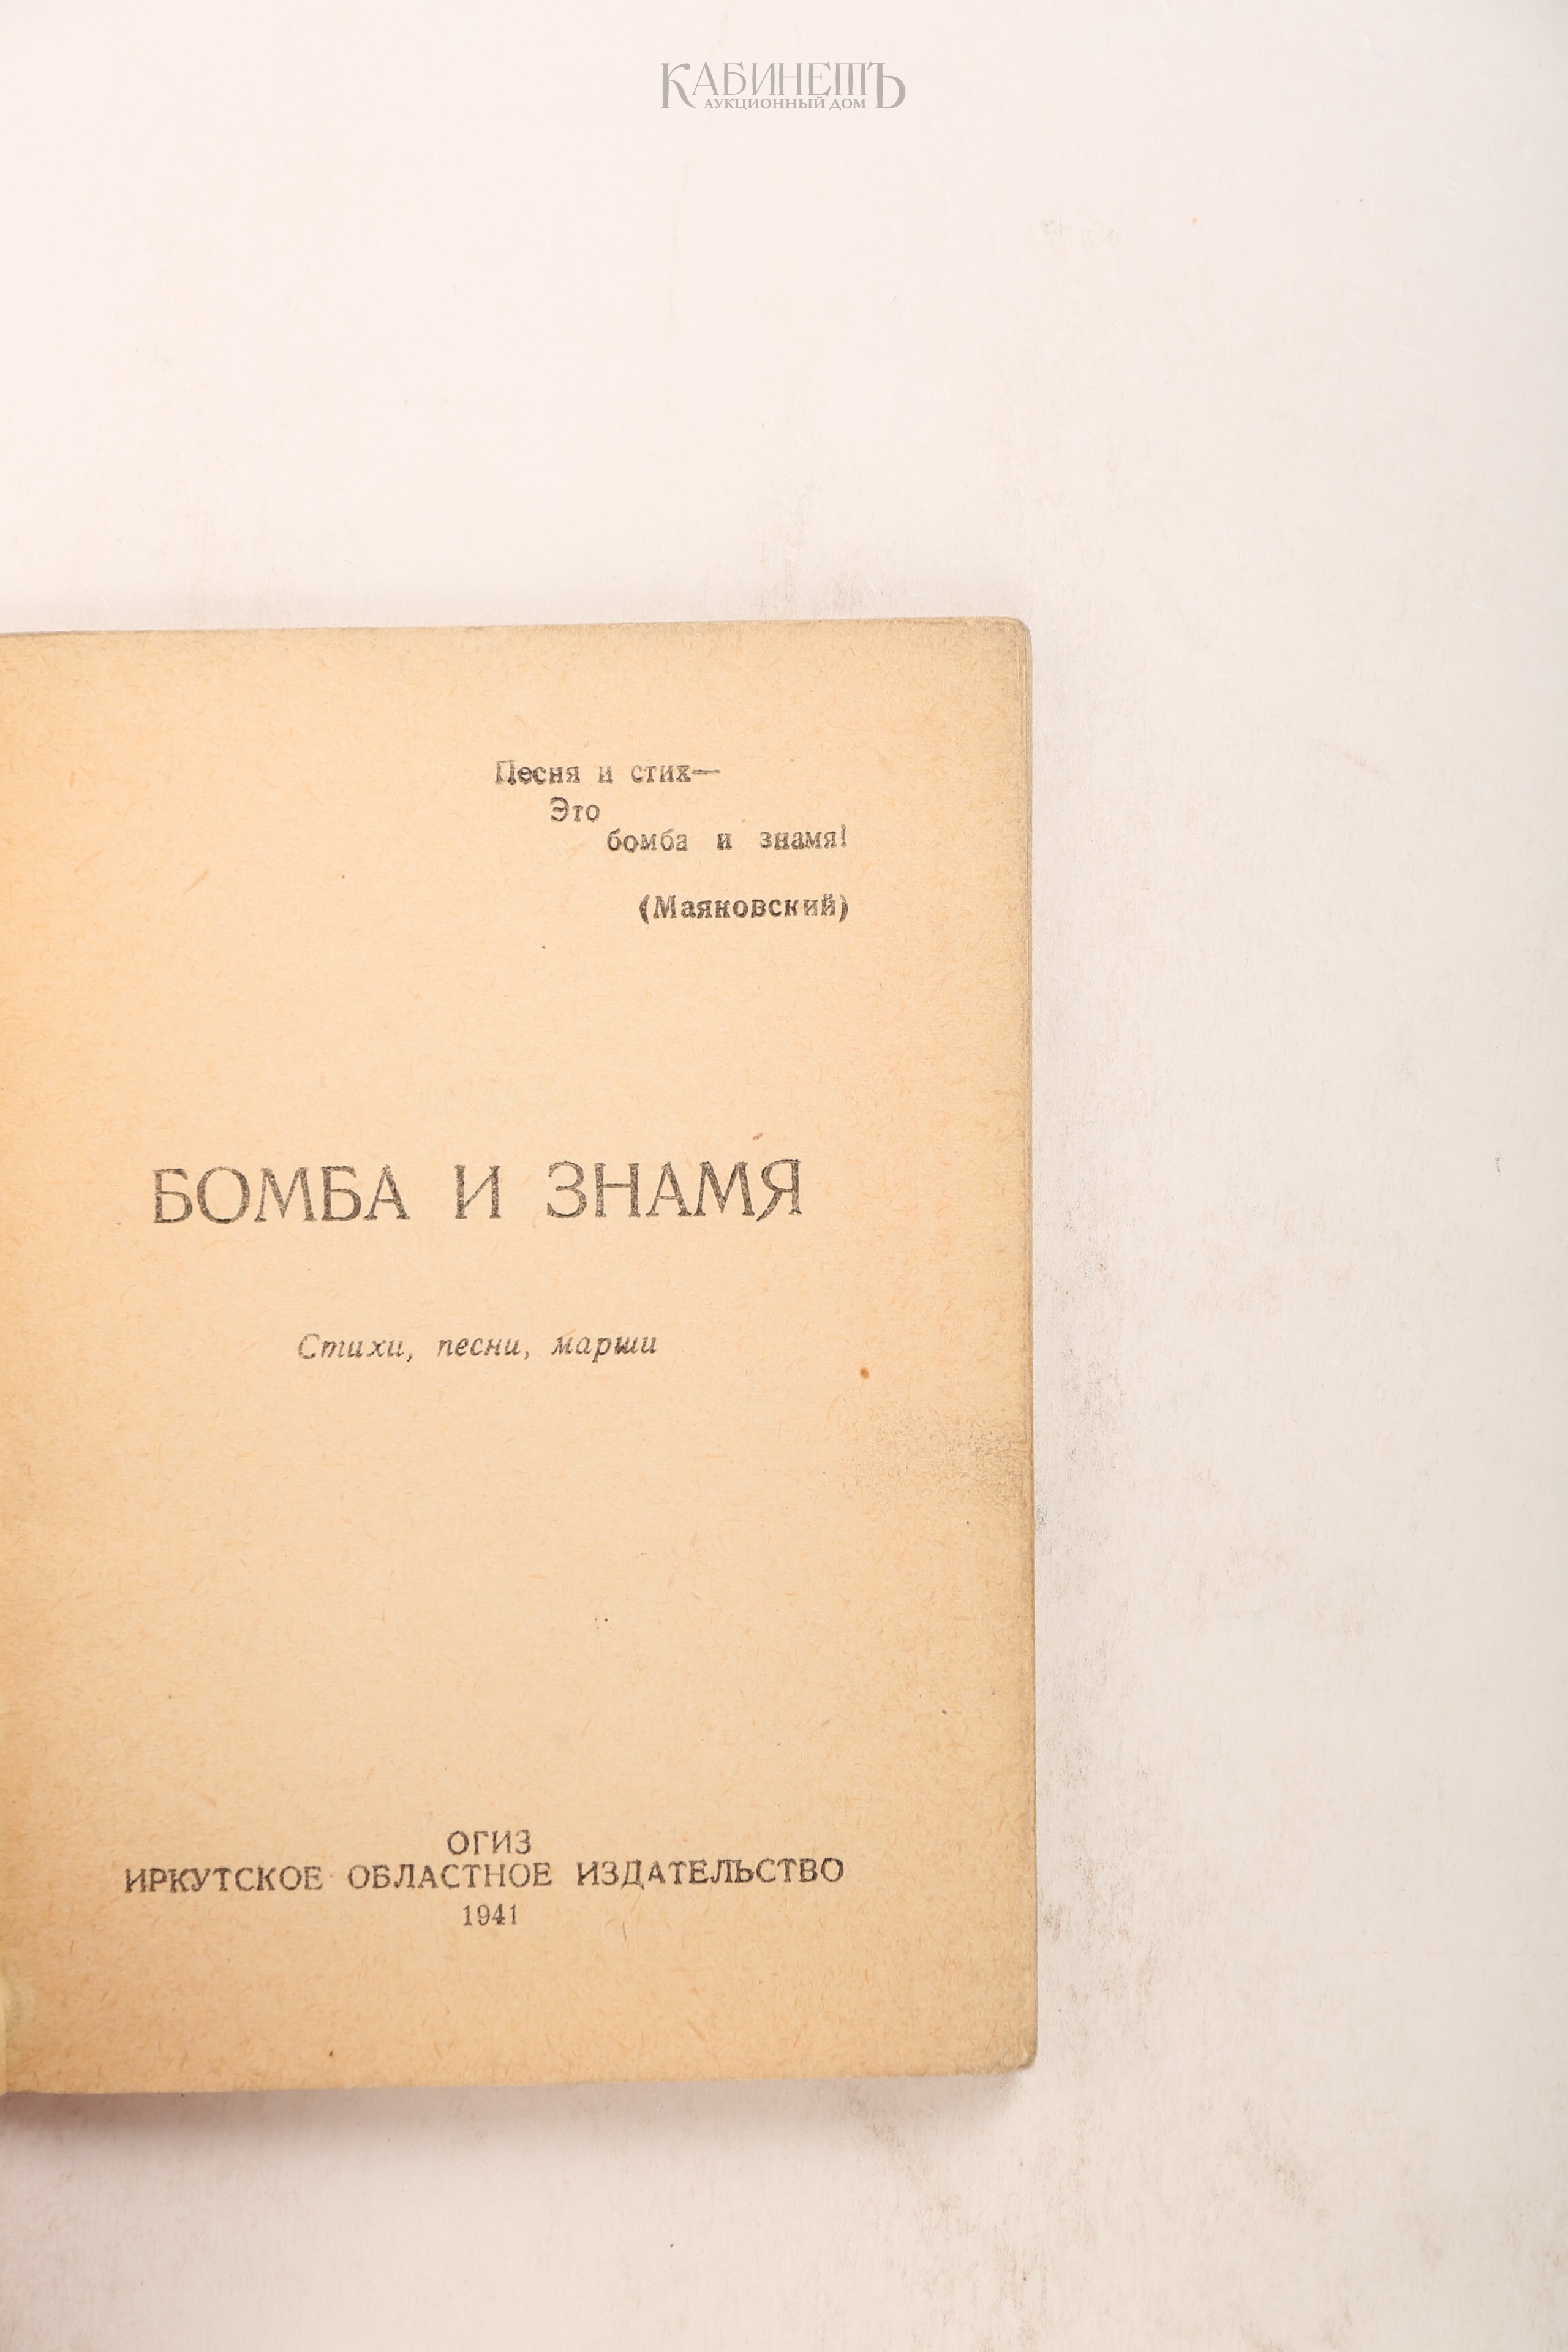 КАБИНЕТЪ
АУКЦИОННЫЙ ДОМ
Песня и стих—
Это
бомба и знамя!
(Маяковский)
БОМБА И ЗНАМЯ
Стихи, песни, марши
ОГИЗ
ИРКУТСКОЕ ОБЛАСТНОЕ ИЗДАТЕЛЬСТВО
1941